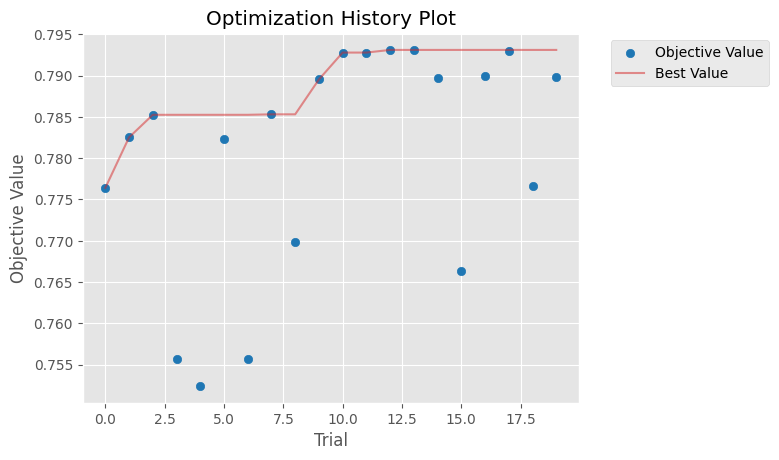 Optimization History Plot
0.795
0.790
0.785
0.780
0.775
0.770
0.765
0.760
0.755
Objective Value
0.0 2.5 5.0 7.5 10.0 12.5 15.0 17.5
Trial
Objective Value
Best Value